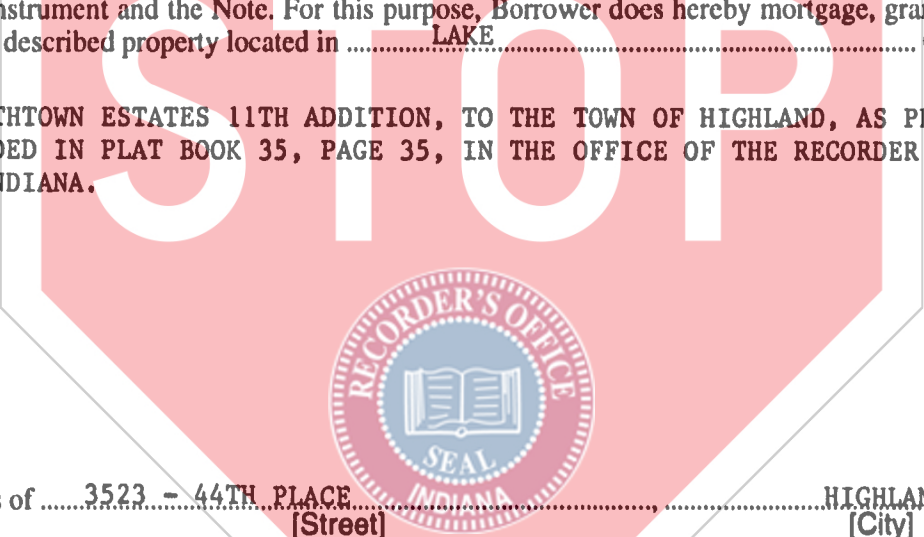 nstrument and the Note. For this purpose, Borrower does hereby mortgage, gra
described property located in ............LAKE............
STOP
HTOWN ESTATES 11TH ADDITION, TO THE TOWN OF HIGHLAND, AS P
DED IN PLAT BOOK 35, PAGE 35, IN THE OFFICE OF THE RECORDER
NDIANA.
RECORDER'S OFFICE
SEAL
INDIANA
s of ......3523 - 44TH PLACE............, ............HIGHLAN
[Street] [City]